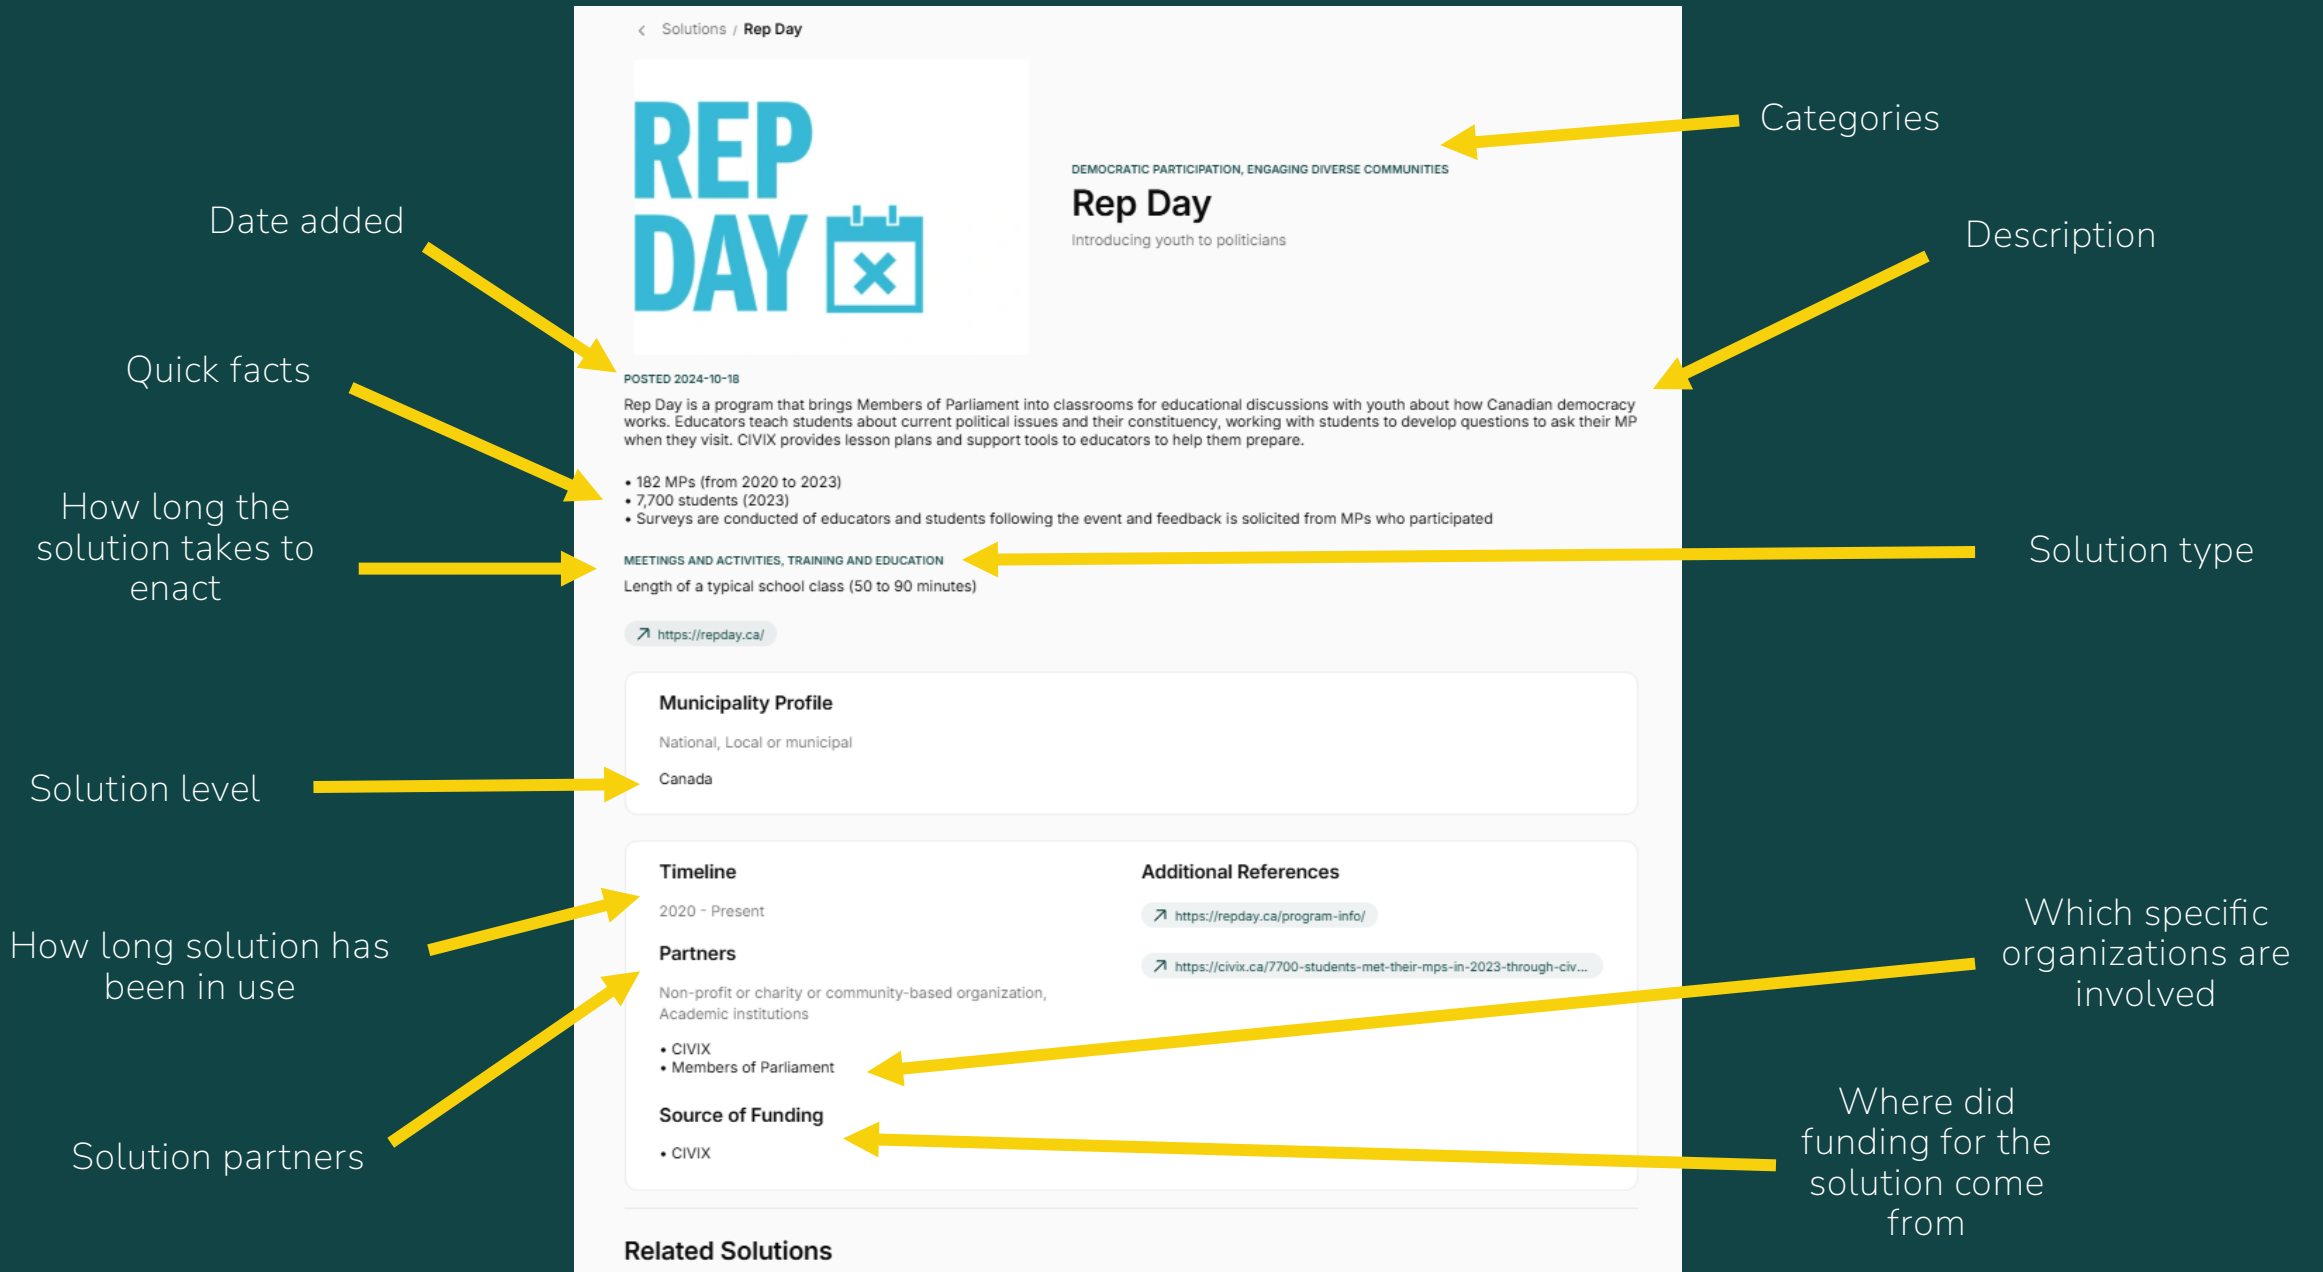 Solutions / Rep Day
REP
DAY
DEMOCRATIC PARTICIPATION, ENGAGING DIVERSE COMMUNITIES
Rep Day
Introducing youth to politicians
POSTED 2024-10-18
Rep Day is a program that brings Members of Parliament into classrooms for educational discussions with youth about how Canadian democracy
works. Educators teach students about current political issues and their constituency, working with students to develop questions to ask their MP
when they visit. CIVIX provides lesson plans and support tools to educators to help them prepare.
• 182 MPs (from 2020 to 2023)
• 7,700 students (2023)
• Surveys are conducted of educators and students following the event and feedback is solicited from MPs who participated
MEETINGS AND ACTIVITIES, TRAINING AND EDUCATION
Length of a typical school class (50 to 90 minutes)
https://repday.ca/
Municipality Profile
National, Local or municipal
Canada
Timeline
2020 - Present
Partners
Non-profit or charity or community-based organization,
Academic institutions
• CIVIX
• Members of Parliament
Source of Funding
• CIVIX
Additional References
https://repday.ca/program-info/
https://civix.ca/7700-students-met-their-mps-in-2023-through-civ...
Related Solutions
Date added
Quick facts
How long the
solution takes to
enact
Solution level
How long solution has
been in use
Solution partners
Categories
Description
Solution type
Which specific
organizations are
involved
Where did
funding for the
solution come
from